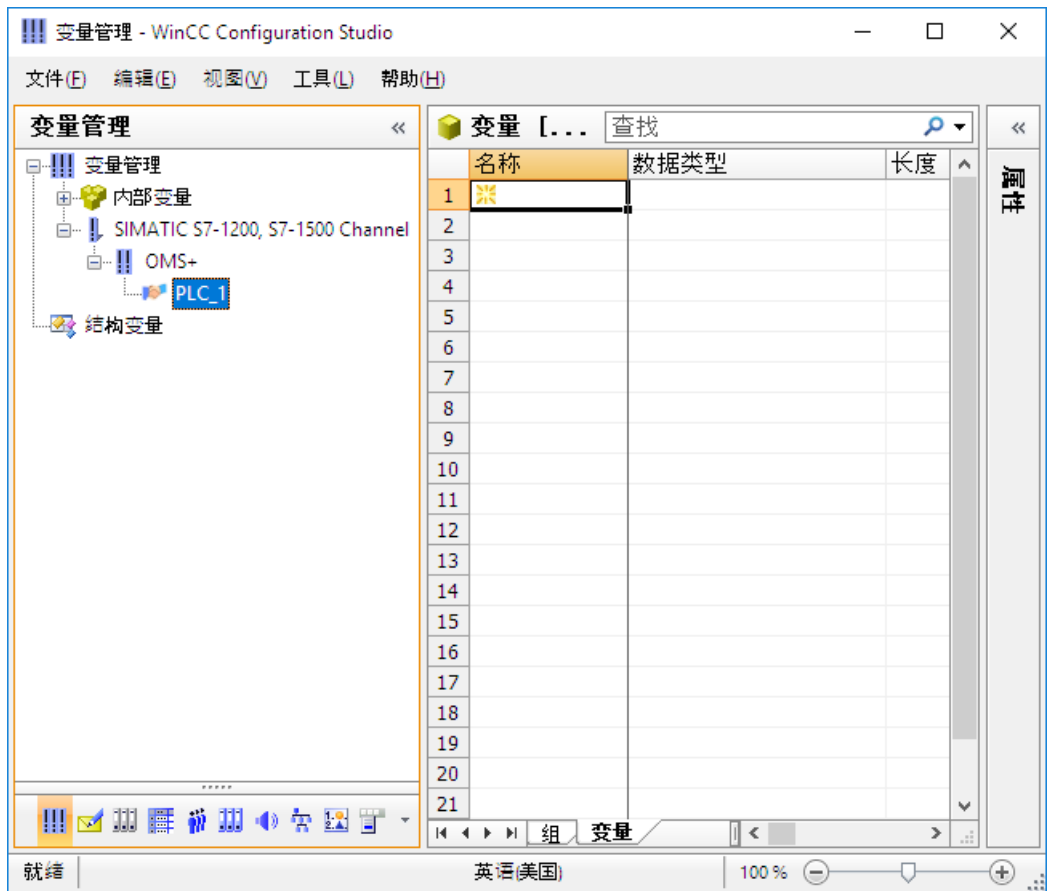 变量管理 - WinCC Configuration Studio
文件(F) 编辑(E) 视图(V) 工具(L) 帮助(H)
变量管理
变量管理
内部变量
SIMATIC S7-1200, S7-1500 Channel
OMS+
PLC_1
结构变量
变量 [... 查找
名称 数据类型 长度
1
2
3
4
5
6
7
8
9
10
11
12
13
14
15
16
17
18
19
20
21
组 变量
属性
就绪 英语(美国) 100 %